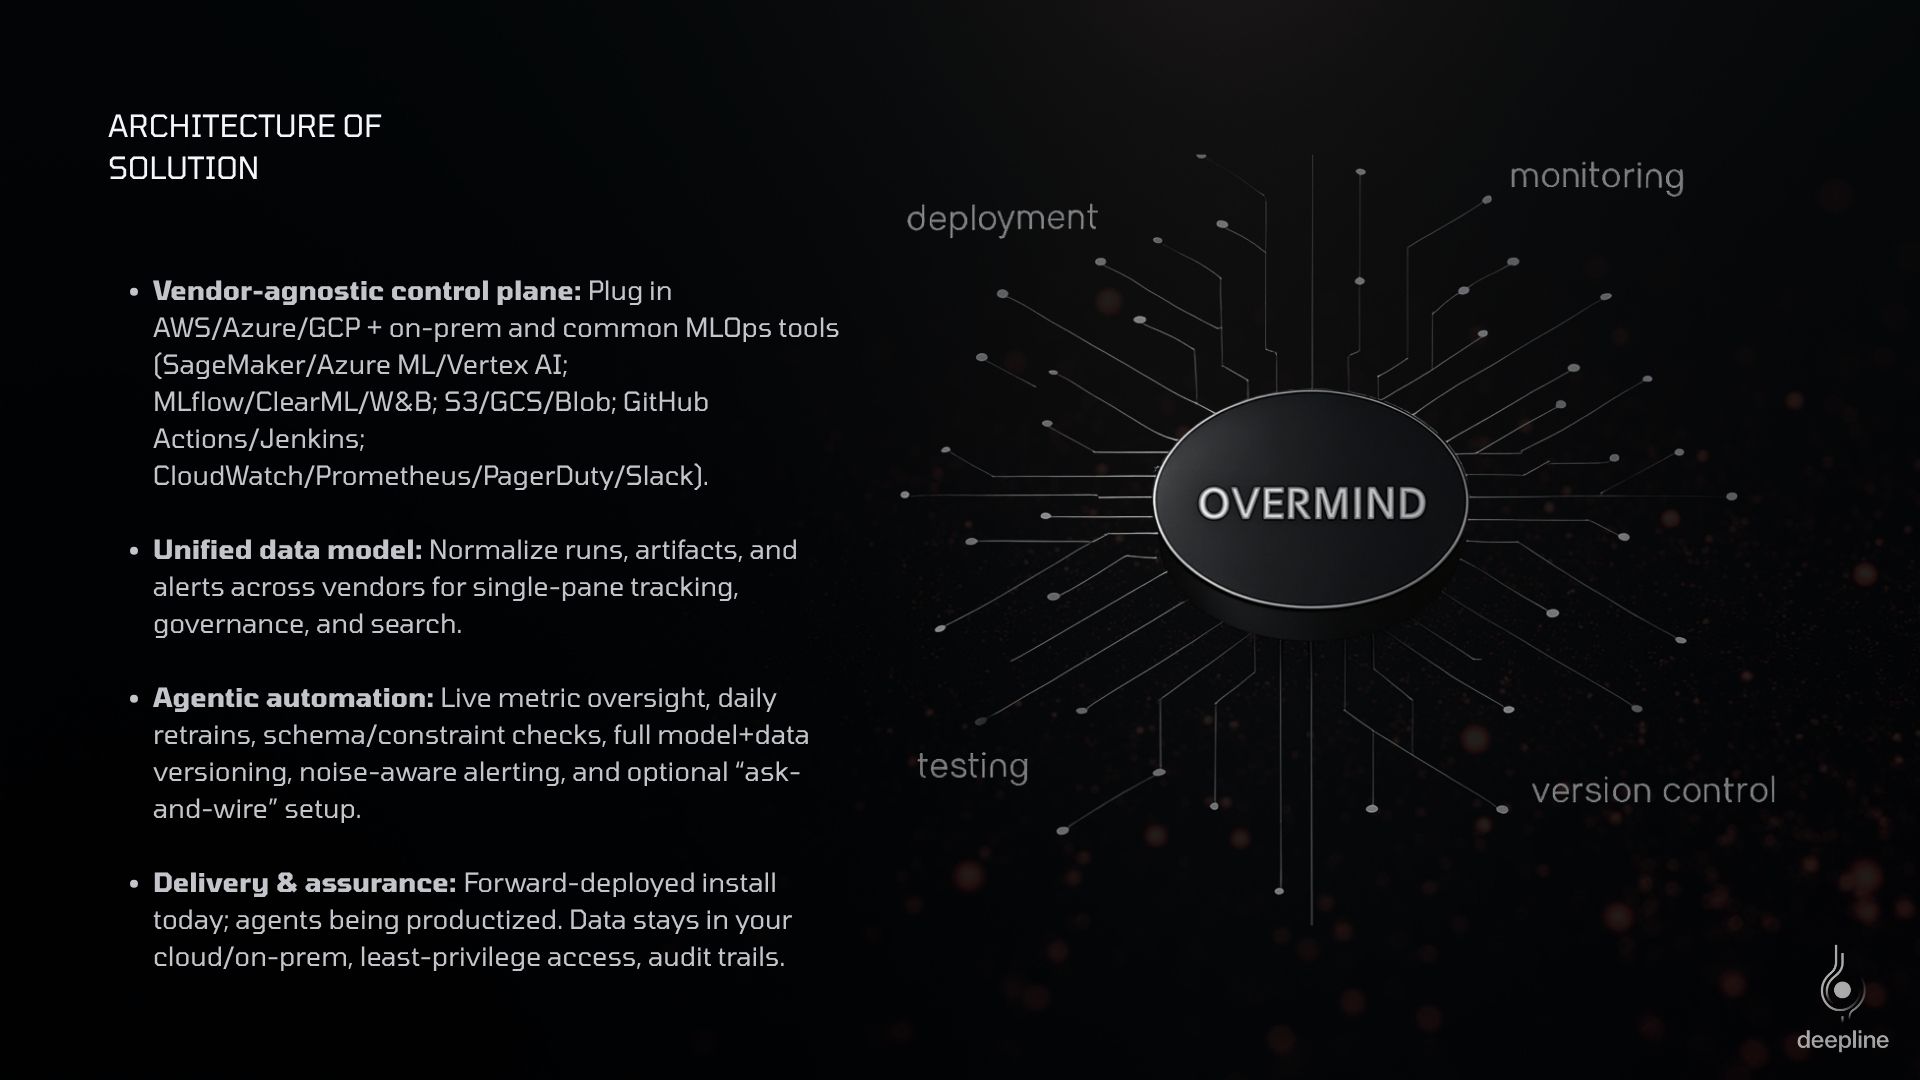 ARCHITECTURE OF
SOLUTION
• Vendor-agnostic control plane: Plug in
AWS/Azure/GCP + on-prem and common MLOps tools
(SageMaker/Azure ML/Vertex AI;
MLflow/ClearML/W&B; S3/GCS/Blob; GitHub
Actions/Jenkins;
CloudWatch/Prometheus/PagerDuty/Slack).
• Unified data model: Normalize runs, artifacts, and
alerts across vendors for single-pane tracking,
governance, and search.
• Agentic automation: Live metric oversight, daily
retrains, schema/constraint checks, full model+data
versioning, noise-aware alerting, and optional “ask-
and-wire” setup.
• Delivery & assurance: Forward-deployed install
today; agents being productized. Data stays in your
cloud/on-prem, least-privilege access, audit trails.
deployment
monitoring
OVERMIND
testing
version control
deepline